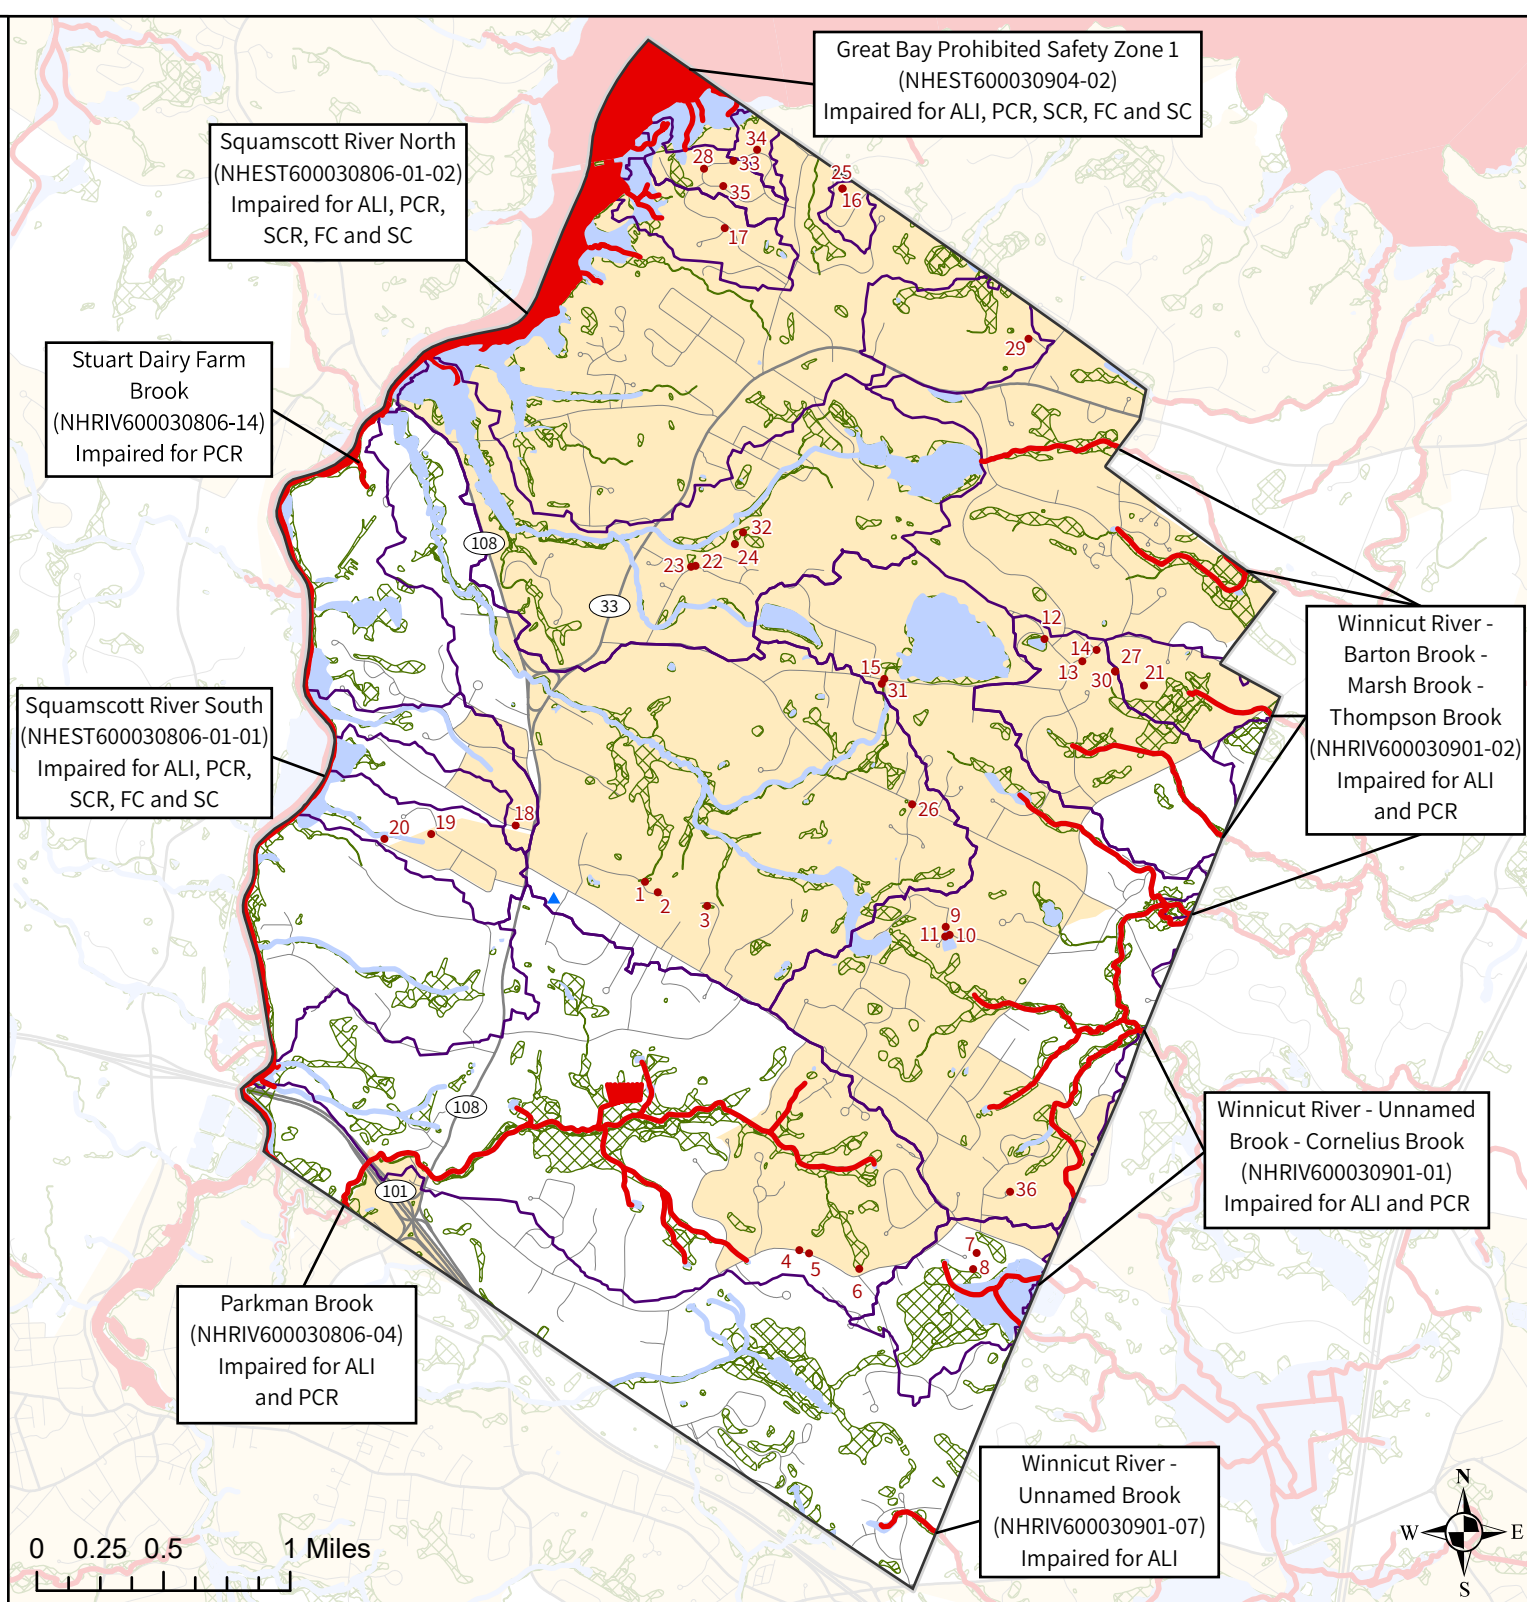 Great Bay Prohibited Safety Zone 1
(NHEST600030904-02)
Impaired for ALI, PCR, SCR, FC and SC
Squamscott River North
(NHEST600030806-01-02)
Impaired for ALI, PCR,
SCR, FC and SC
34
28
33
35
25
16
17
29
Stuart Dairy Farm
Brook
(NHRIV600030806-14)
Impaired for PCR
108
32
24
23
22
33
12
14
13
27
30
21
15
31
Winnicut River -
Barton Brook -
Marsh Brook -
Thompson Brook
(NHRIV600030901-02)
Impaired for ALI
and PCR
Squamscott River South
(NHEST600030806-01-01)
Impaired for ALI, PCR,
SCR, FC and SC
18
19
20
26
1
2
3
9
11
10
108
101
36
7
8
4
5
6
Winnicut River - Unnamed
Brook - Cornelius Brook
(NHRIV600030901-01)
Impaired for ALI and PCR
Parkman Brook
(NHRIV600030806-04)
Impaired for ALI
and PCR
Winnicut River -
Unnamed Brook
(NHRIV600030901-07)
Impaired for ALI
0 0.25 0.5 1 Miles
N
W E
S